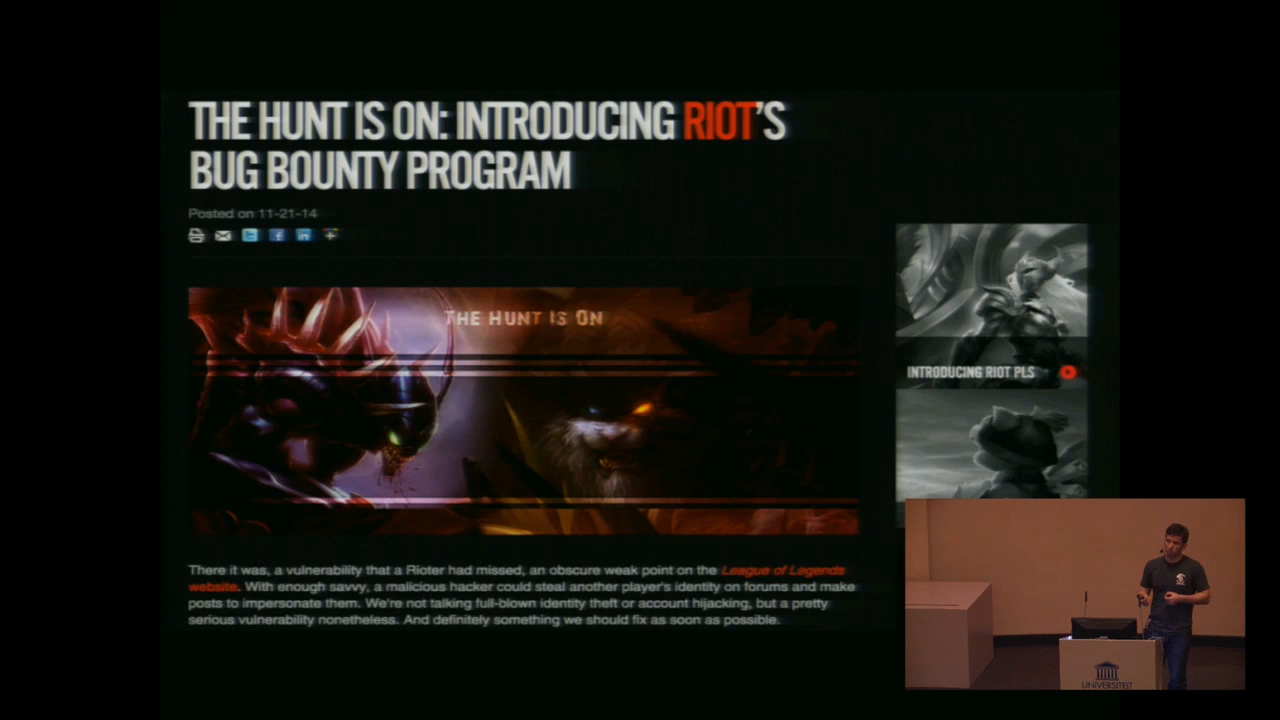 THE HUNT IS ON: INTRODUCING RIOT'S
BUG BOUNTY PROGRAM
Posted on 11-21-14
THE HUNT IS ON
INTRODUCING RIOT PLS
There it was, a vulnerability that a Rioter had missed, an obscure weak point on the League of Legends
website. With enough savvy, a malicious hacker could steal another player's identity on forums and make
posts to impersonate them. We're not talking full-blown identity theft or account hijacking, but a pretty
serious vulnerability nonetheless. And definitely something we should fix as soon as possible.
UNIVERSITEIT